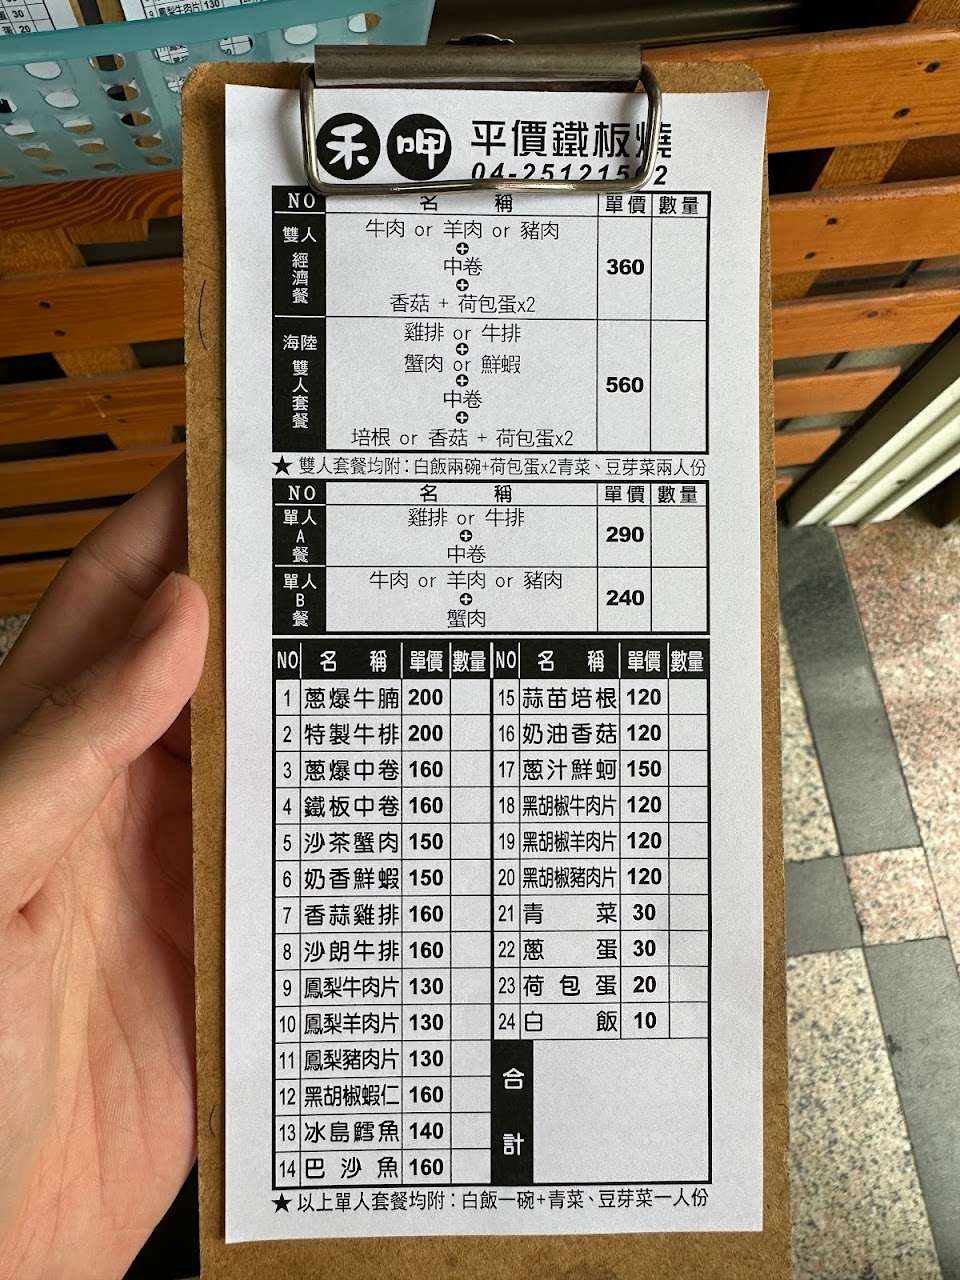 9 鳳梨牛肉片 130
30
20
禾呷 平價鐵板燒
NO 名稱 單價 數量
雙人經濟餐 牛肉 or 羊肉 or 豬肉 360
+
中卷
+
香菇 + 荷包蛋x2
海陸雙人套餐 雞排 or 牛排 560
+
蟹肉 or 鮮蝦
+
中卷
+
培根 or 香菇 + 荷包蛋x2
★ 雙人套餐均附：白飯兩碗+荷包蛋x2青菜、豆芽菜兩人份
NO 名稱 單價 數量
單人A餐 雞排 or 牛排 290
+
中卷
單人B餐 牛肉 or 羊肉 or 豬肉 240
+
蟹肉
NO 名稱 單價 數量
1 蔥爆牛腩 200
2 特製牛排 200
3 蔥爆中卷 160
4 鐵板中卷 160
5 沙茶蟹肉 150
6 奶香鮮蝦 150
7 香蒜雞排 160
8 沙朗牛排 160
9 鳳梨牛肉片 130
10 鳳梨羊肉片 130
11 鳳梨豬肉片 130
12 黑胡椒蝦仁 160
13 冰島鱈魚 140
14 巴沙魚 160
NO 名稱 單價 數量
15 蒜苗培根 120
16 奶油香菇 120
17 蔥汁鮮蚵 150
18 黑胡椒牛肉片 120
19 黑胡椒羊肉片 120
20 黑胡椒豬肉片 120
21 青菜 30
22 蔥蛋 30
23 荷包蛋 20
24 白飯 10
合計
★ 以上單人套餐均附：白飯一碗+青菜、豆芽菜一人份